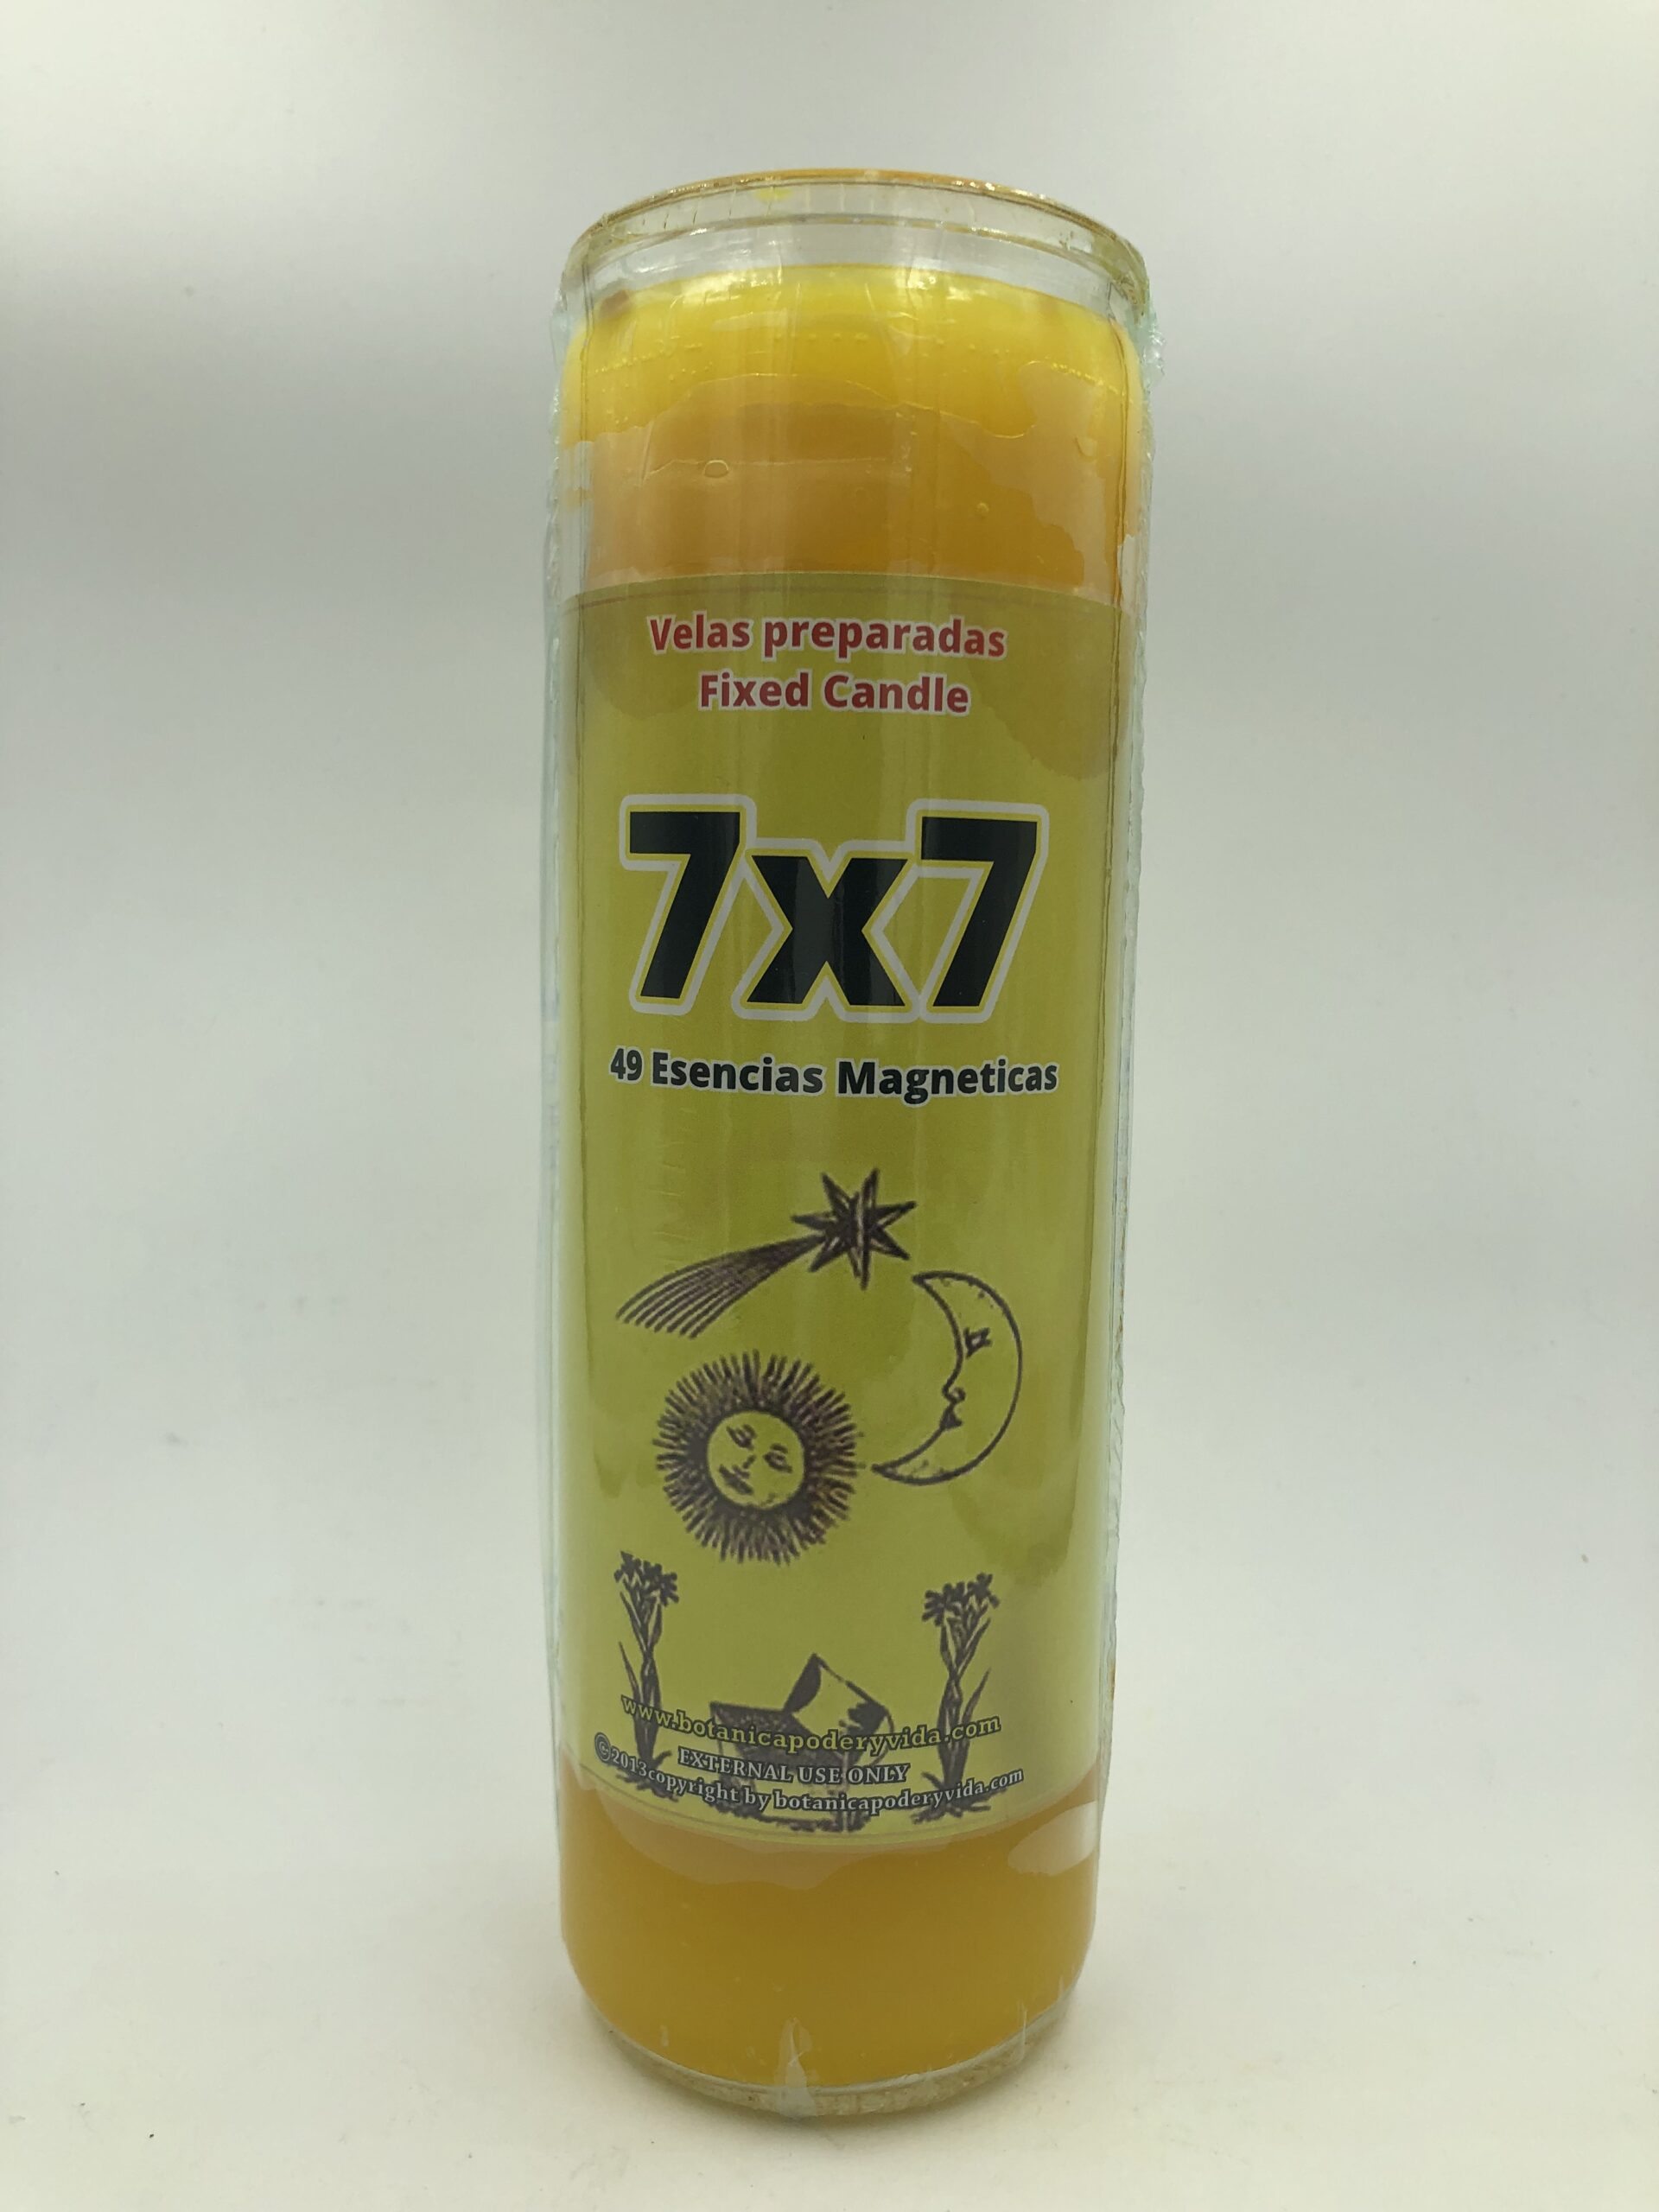 Velas preparadas
Fixed Candle
7x7
49 Esencias Magneticas
www.botanicapoderyvida.com
EXTERNAL USE ONLY
©2013copyright by botanicapoderyvida.com